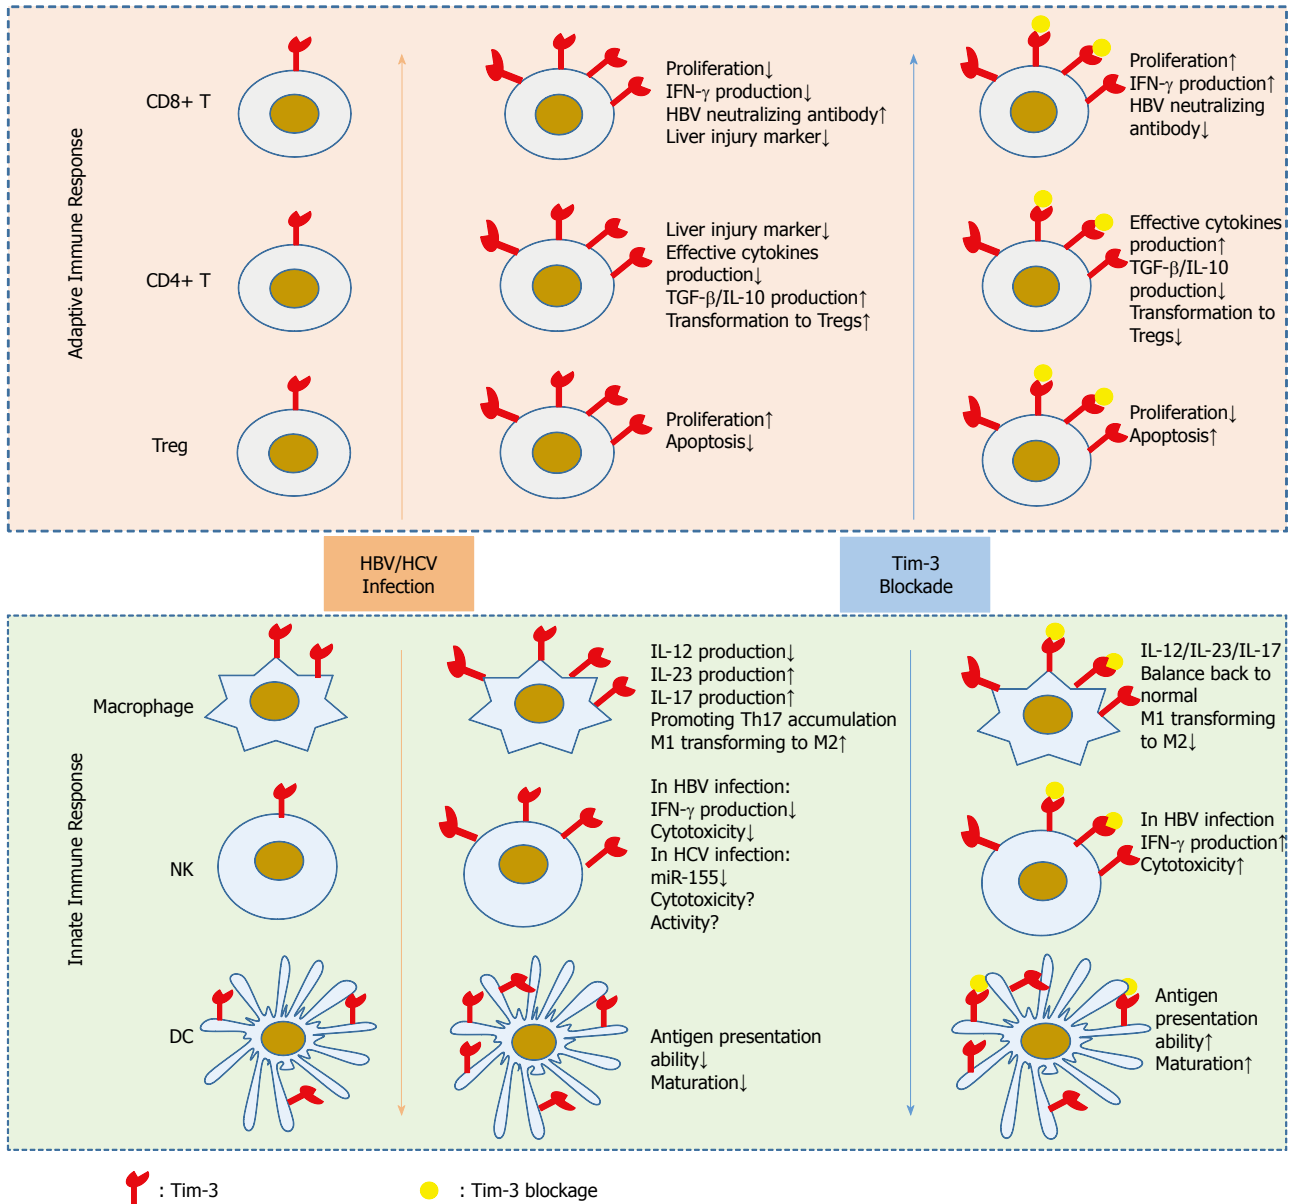 Adaptive Immune Response
CD8+ T
Proliferation↓
IFN-γ production↓
HBV neutralizing antibody↑
Liver injury marker↓
Proliferation↑
IFN-γ production↑
HBV neutralizing
antibody↓
CD4+ T
Liver injury marker↓
Effective cytokines
production↓
TGF-β/IL-10 production↑
Transformation to Tregs↑
Effective cytokines
production↑
TGF-β/IL-10
production↓
Transformation to
Tregs↓
Treg
Proliferation↑
Apoptosis↓
Proliferation↓
Apoptosis↑
HBV/HCV
Infection
Tim-3
Blockade
Innate Immune Response
Macrophage
IL-12 production↓
IL-23 production↑
IL-17 production↑
Promoting Th17 accumulation
M1 transforming to M2↑
IL-12/IL-23/IL-17
Balance back to
normal
M1 transforming
to M2↓
NK
In HBV infection:
IFN-γ production↓
Cytotoxicity↓
In HCV infection:
miR-155↓
Cytotoxicity?
Activity?
In HBV infection
IFN-γ production↑
Cytotoxicity↑
DC
Antigen presentation
ability↓
Maturation↓
Antigen
presentation
ability↑
Maturation↑
: Tim-3
: Tim-3 blockage